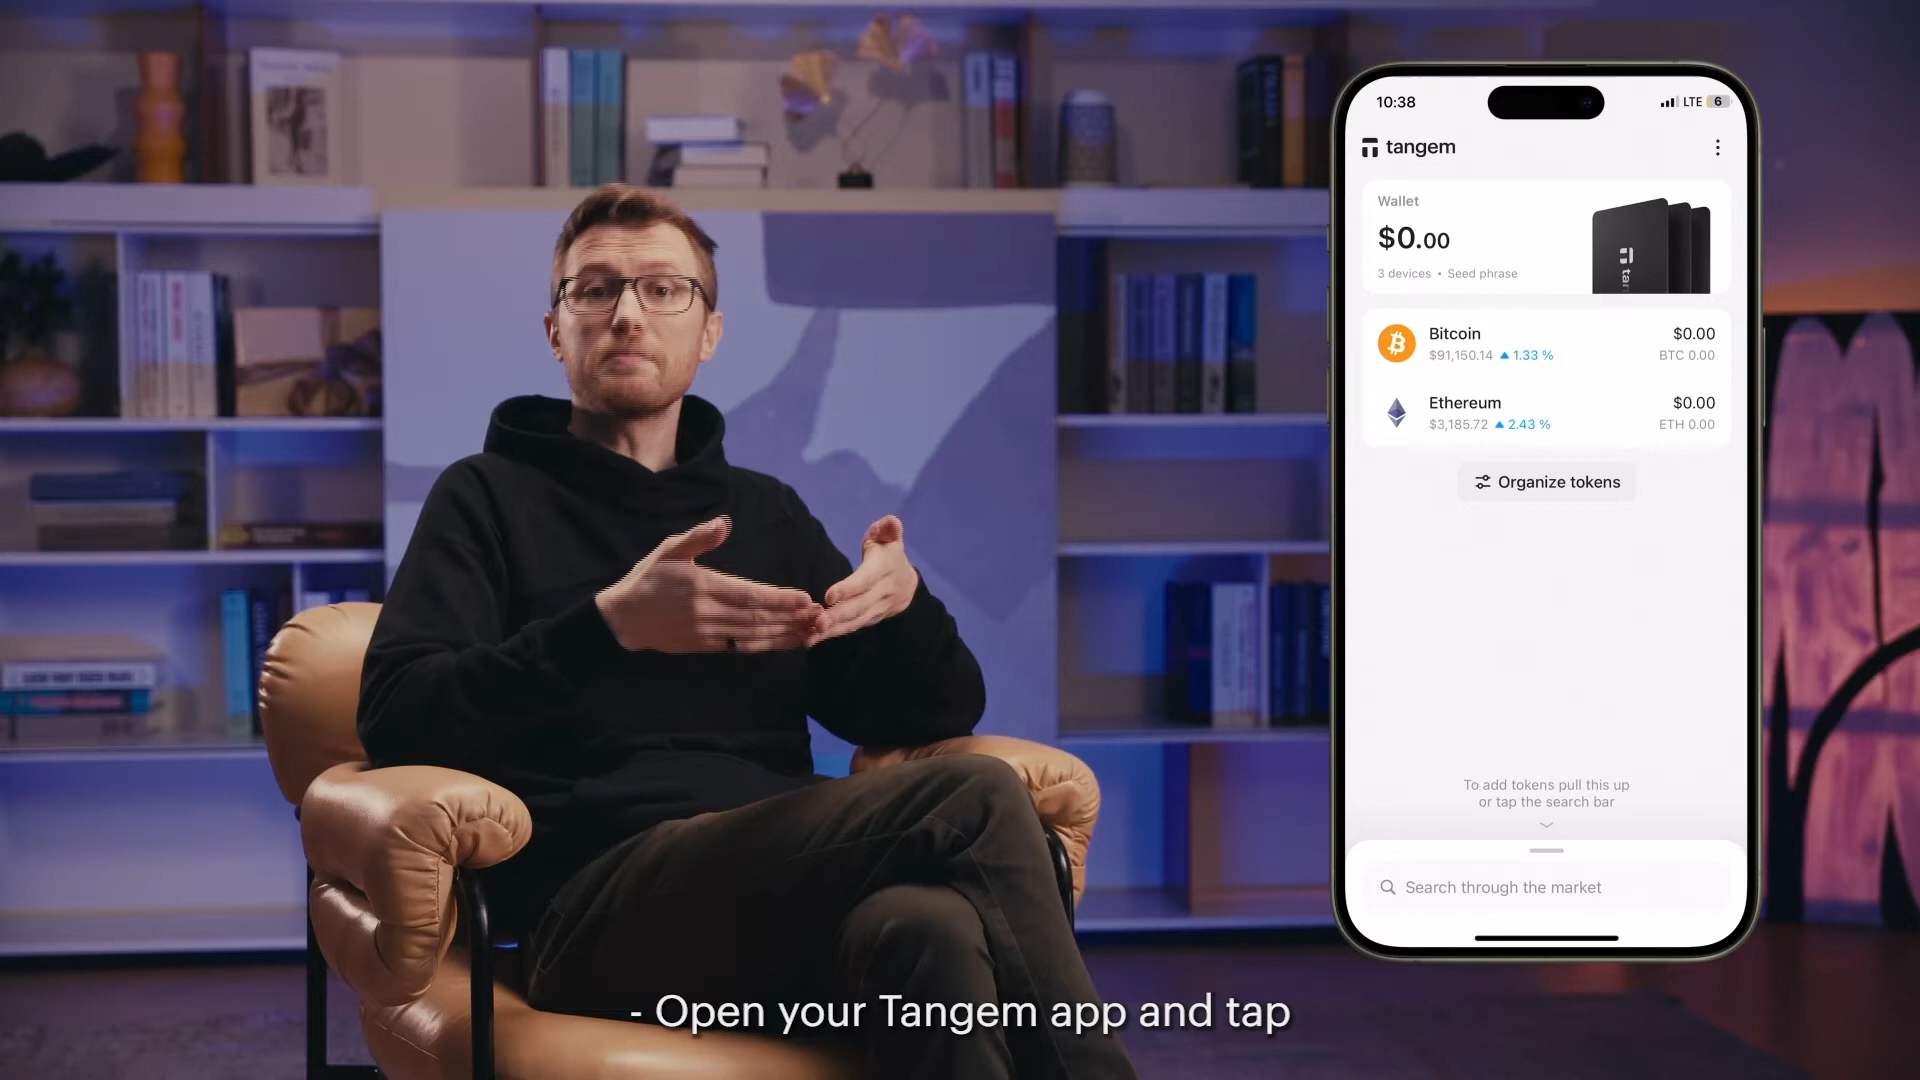 10:38
LTE 6
tangem
Wallet
$0.00
3 devices • Seed phrase
tan
Bitcoin
$0.00
$91,150.14 ▲ 1.33 %
BTC 0.00
Ethereum
$0.00
$3,185.72 ▲ 2.43 %
ETH 0.00
Organize tokens
To add tokens pull this up
or tap the search bar
Search through the market
- Open your Tangem app and tap